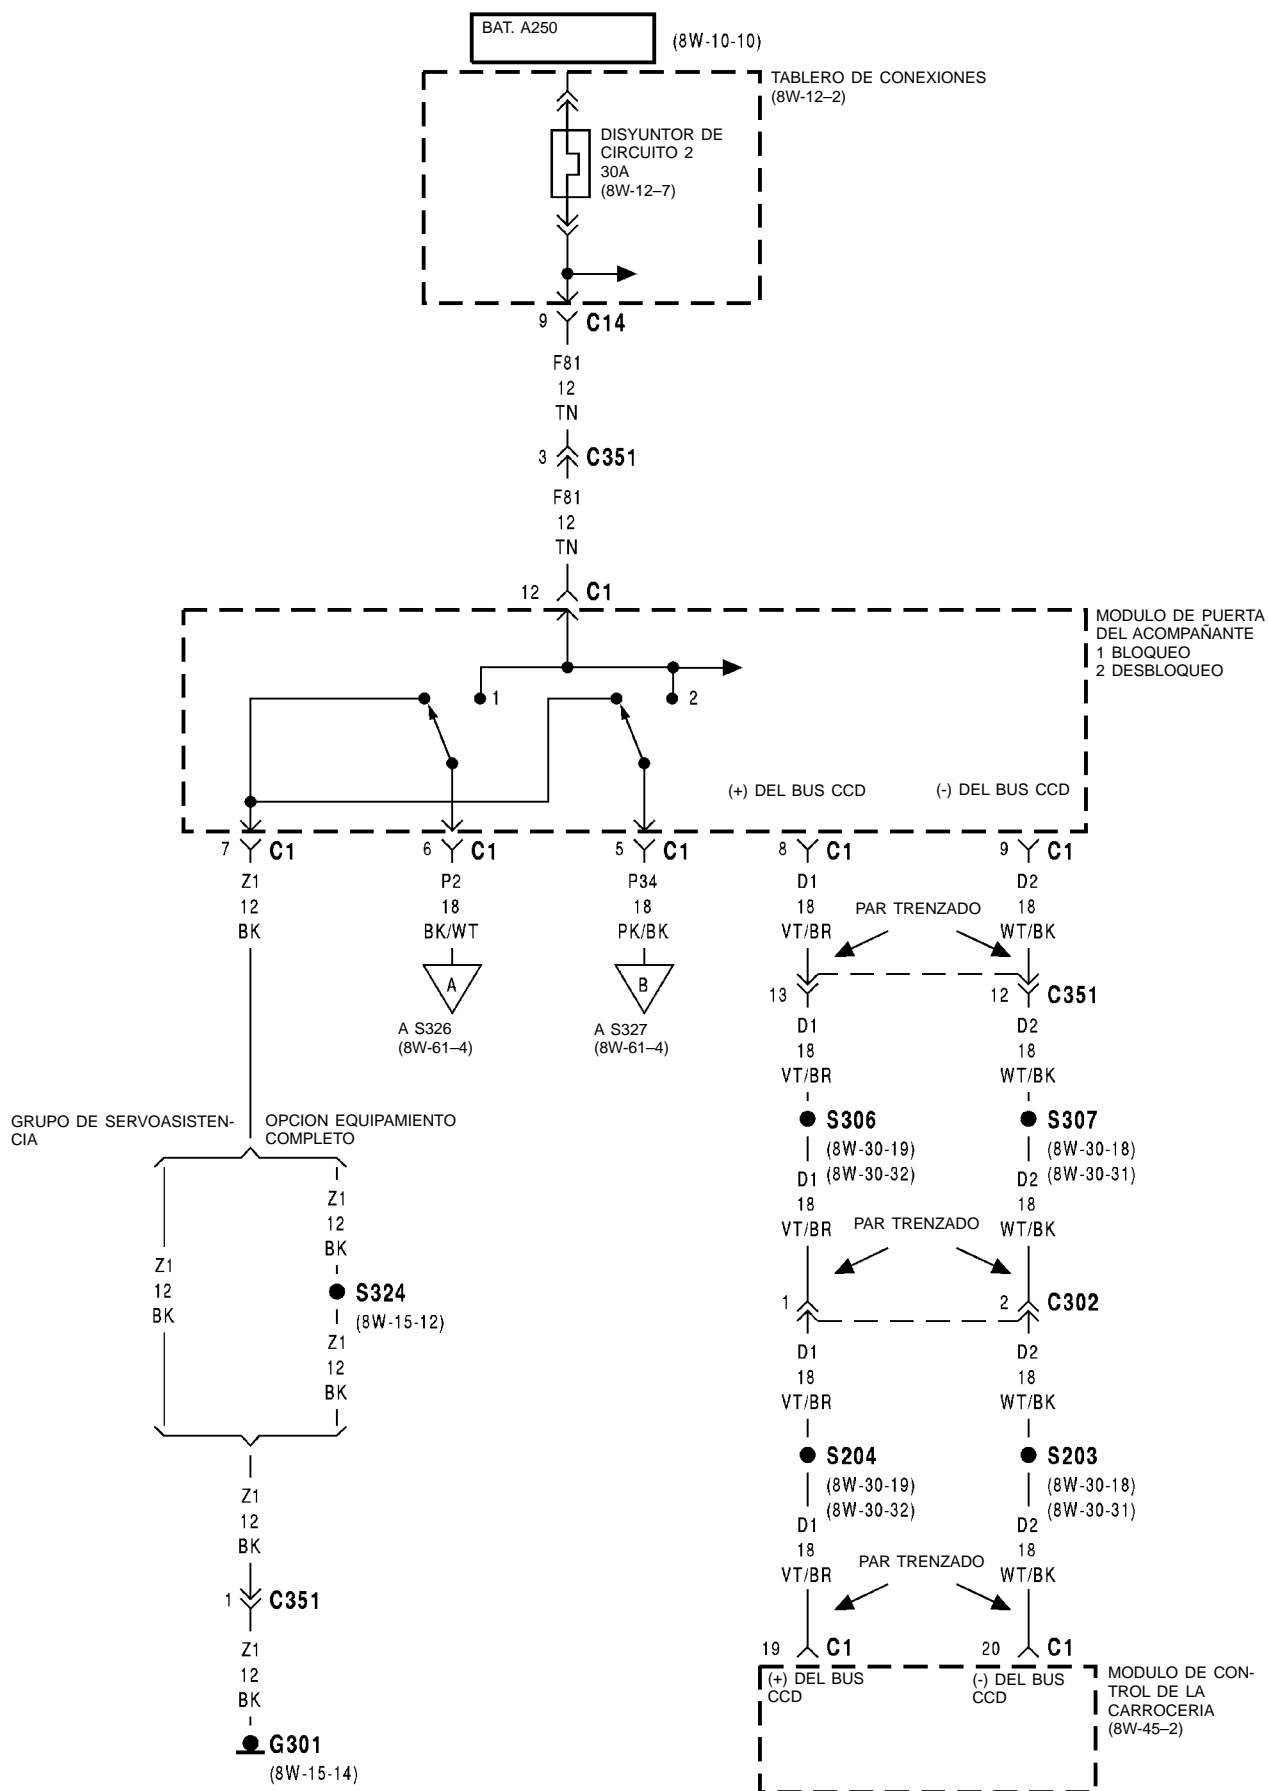 BAT. A250
(8W-10-10)
TABLERO DE CONEXIONES
(8W-12–2)
DISYUNTOR DE
CIRCUITO 2
30A
(8W-12–7)
9 C14
F81
12
TN
3 C351
F81
12
TN
12 C1
MODULO DE PUERTA
DEL ACOMPAÑANTE
1 BLOQUEO
2 DESBLOQUEO
1
2
(+) DEL BUS CCD
(-) DEL BUS CCD
7 C1
6 C1
5 C1
8 C1
9 C1
Z1
12
BK
P2
18
BK/WT
P34
18
PK/BK
D1
18
VT/BR
D2
18
WT/BK
PAR TRENZADO
A
B
A S326
(8W-61–4)
A S327
(8W-61–4)
13
12 C351
D1
18
VT/BR
D2
18
WT/BK
S306
(8W-30-19)
(8W-30-32)
S307
(8W-30-18)
(8W-30-31)
D1
18
VT/BR
D2
18
WT/BK
PAR TRENZADO
GRUPO DE SERVOASISTEN-
CIA
OPCION EQUIPAMIENTO
COMPLETO
Z1
12
BK
Z1
12
BK
S324
(8W-15-12)
Z1
12
BK
1
2 C302
D1
18
VT/BR
D2
18
WT/BK
S204
(8W-30-19)
(8W-30-32)
S203
(8W-30-18)
(8W-30-31)
Z1
12
BK
D1
18
VT/BR
D2
18
WT/BK
PAR TRENZADO
1 C351
Z1
12
BK
G301
(8W-15-14)
19 C1
20 C1
(+) DEL BUS
CCD
(-) DEL BUS
CCD
MODULO DE CON-
TROL DE LA
CARROCERIA
(8W-45–2)